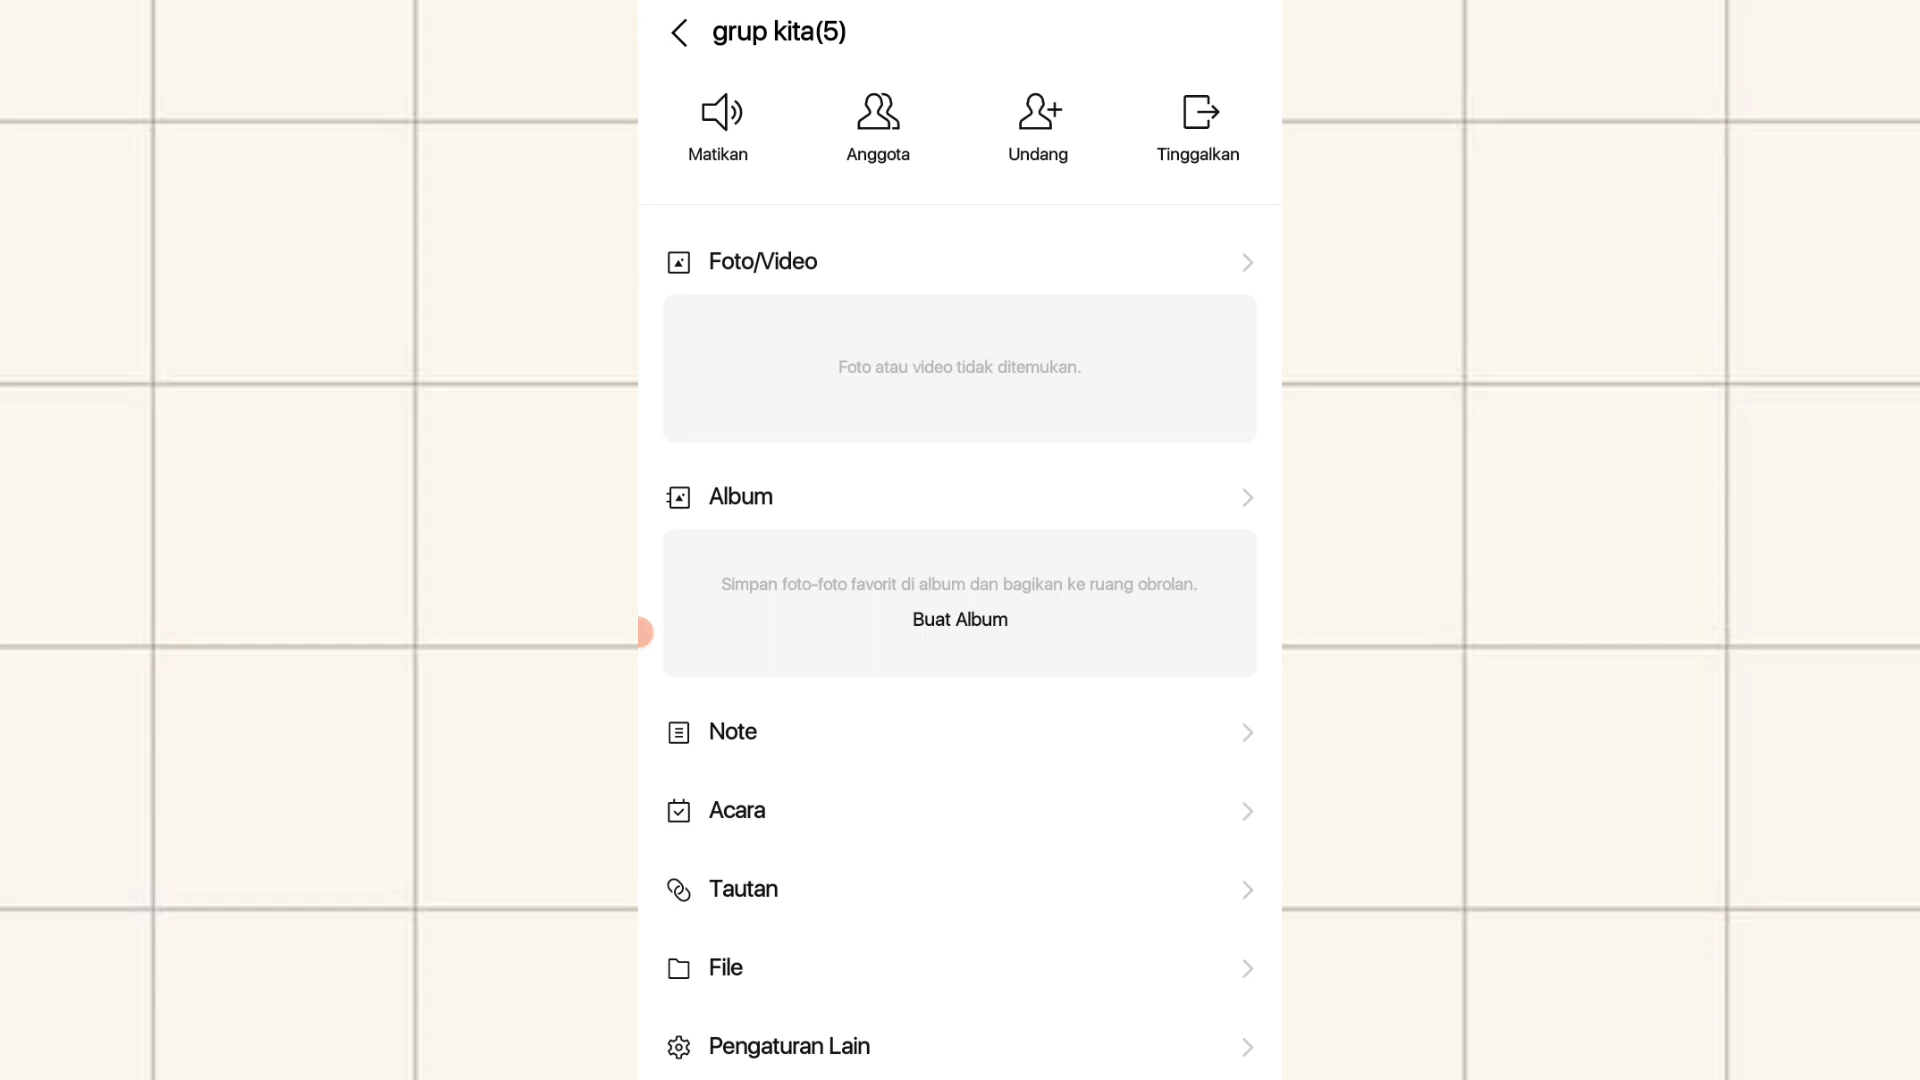 grup kita(5)
Matikan
Anggota
Undang
Tinggalkan
Foto/Video
Foto atau video tidak ditemukan.
Album
Simpan foto-foto favorit di album dan bagikan ke ruang obrolan.
Buat Album
Note
Acara
Tautan
File
Pengaturan Lain